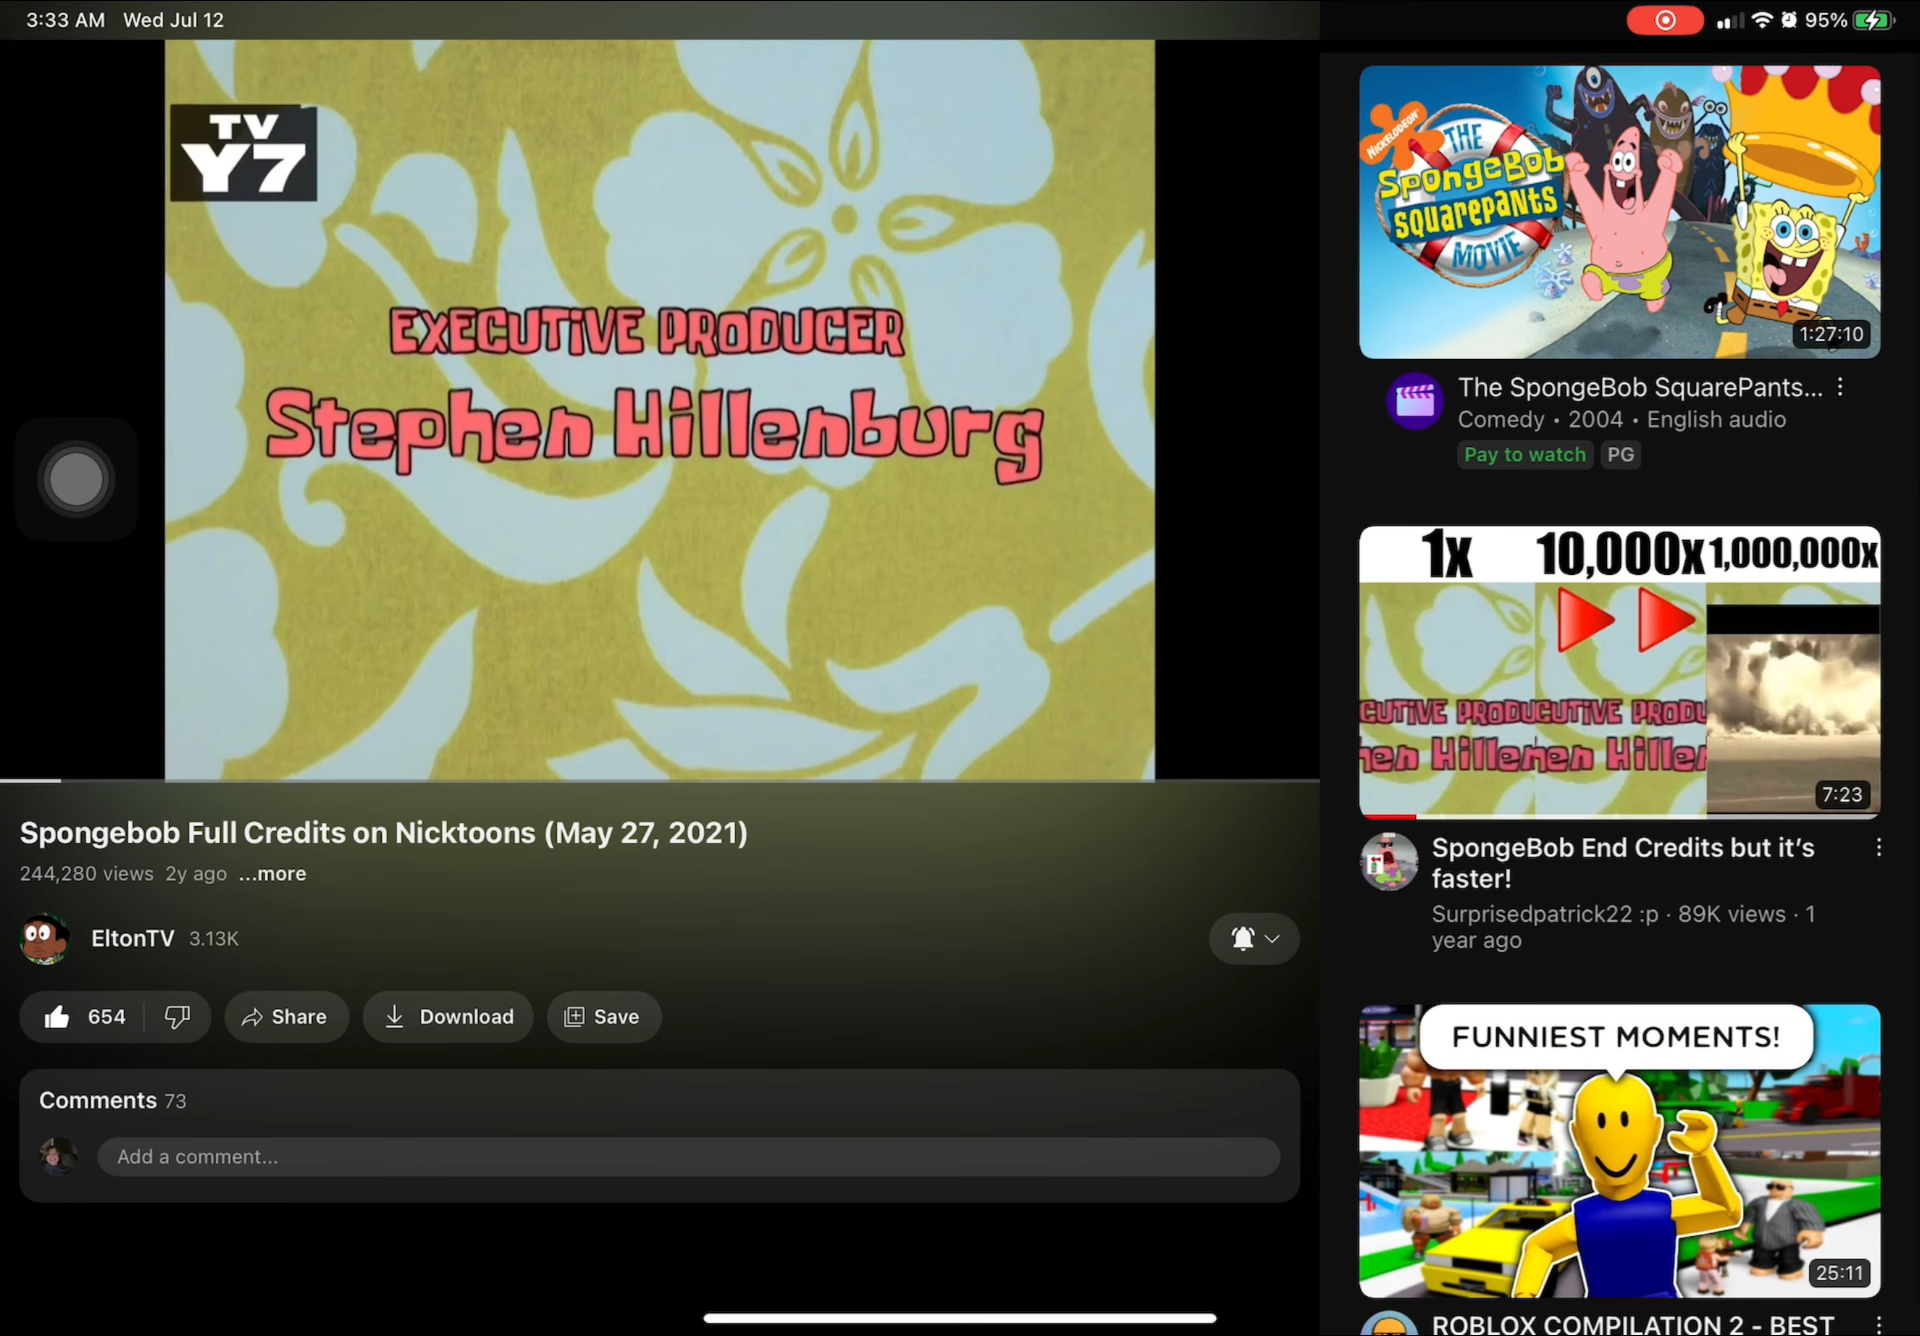 3:33 AM Wed Jul 12
95%
TV
Y7
EXECUTIVE PRODUCER
Stephen Hillenburg
Spongebob Full Credits on Nicktoons (May 27, 2021)
244,280 views 2y ago ...more
EltonTV 3.13K
654 Share Download Save
Comments 73
Add a comment...
NICKELODEON
THE
SpongeBob
SQUAREPANTS
MOVIE
1:27:10
The SpongeBob SquarePants...
Comedy • 2004 • English audio
Pay to watch PG
1x 10,000x 1,000,000x
CUTIVE PRODUCUTIVE PRODU
hen Hillenen Hiller
7:23
SpongeBob End Credits but it's
faster!
Surprisedpatrick22 :p · 89K views · 1
year ago
FUNNIEST MOMENTS!
25:11
ROBLOX COMPILATION 2 - BEST